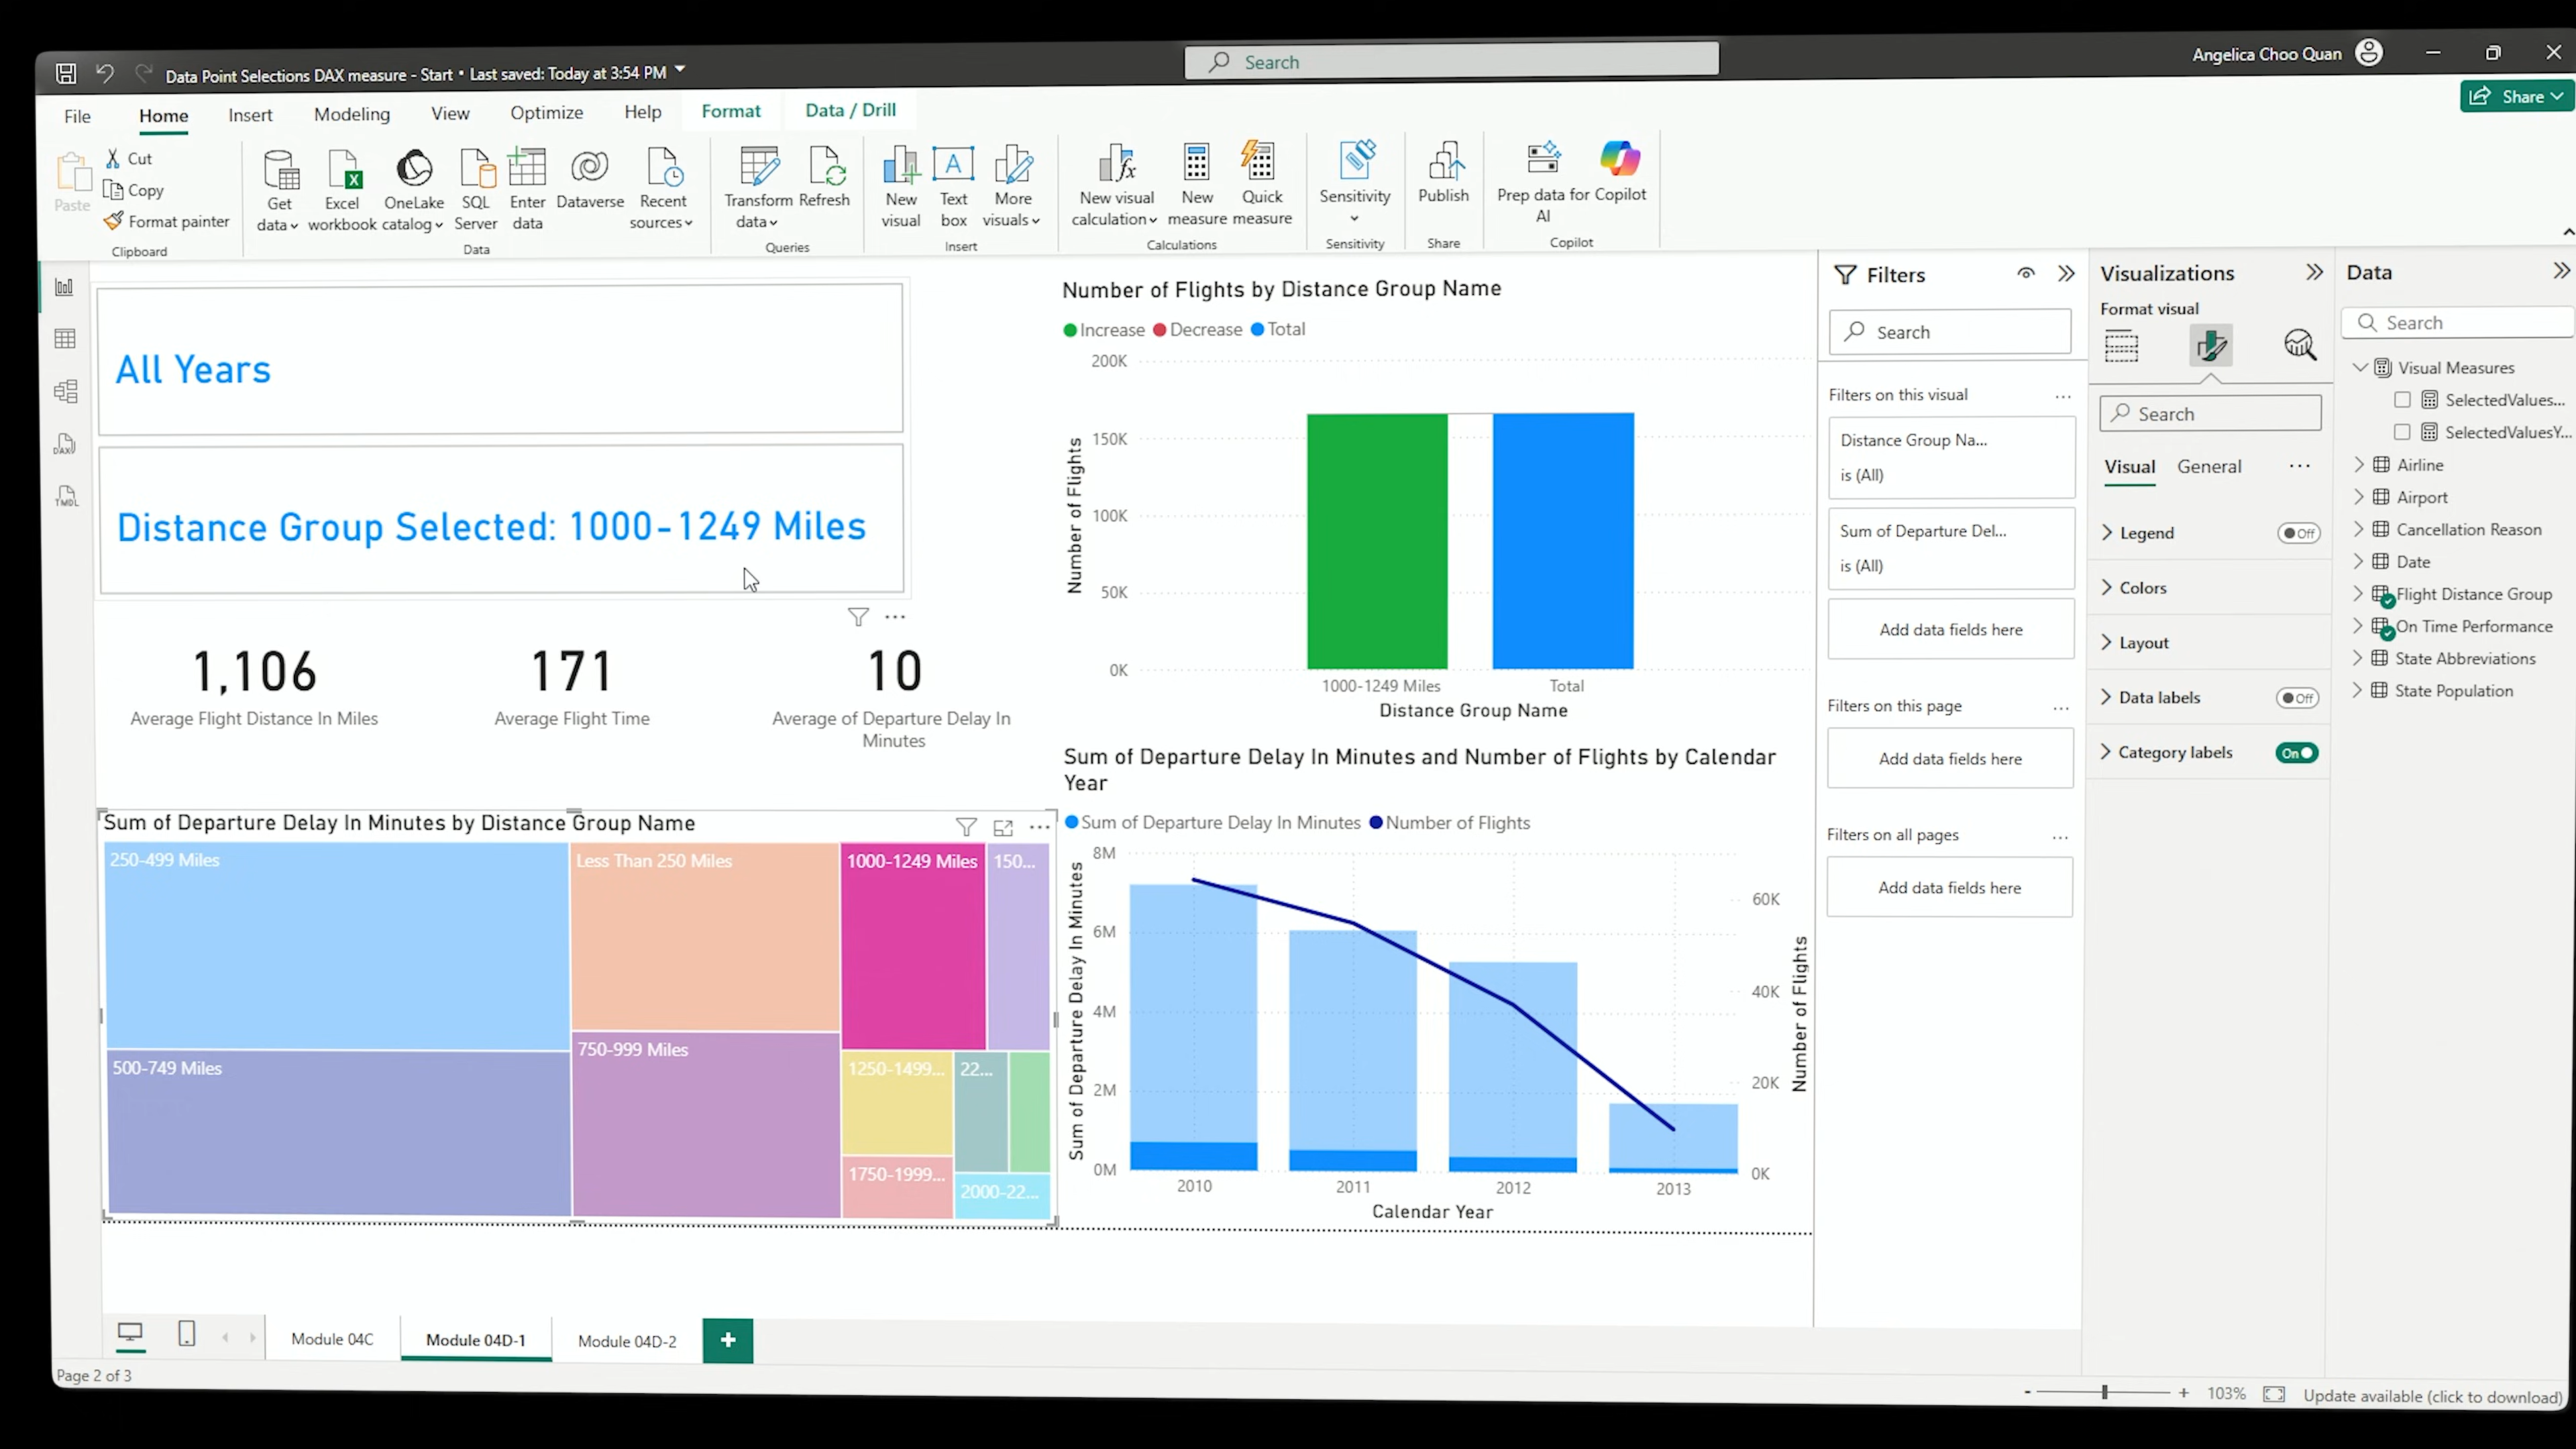 Data Point Selections DAX measure - Start • Last saved: Today at 3:54 PM
Search
Angelica Choo Quan
File
Home
Insert
Modeling
View
Optimize
Help
Format
Data / Drill
Share
Paste
Cut
Copy
Format painter
Clipboard
Get data
Excel workbook
OneLake catalog
SQL Server
Enter data
Dataverse
Recent sources
Data
Transform data
Refresh
Queries
New visual
Text box
More visuals
Insert
New visual calculation
New measure
Quick measure
Calculations
Sensitivity
Sensitivity
Publish
Share
Prep data for AI
Copilot
Copilot
DAX
TMDL
All Years
Distance Group Selected: 1000-1249 Miles
1,106
Average Flight Distance In Miles
171
Average Flight Time
10
Average of Departure Delay In
Minutes
Sum of Departure Delay In Minutes by Distance Group Name
250-499 Miles
Less Than 250 Miles
1000-1249 Miles
150...
500-749 Miles
750-999 Miles
1250-1499...
22...
1750-1999...
2000-22...
Number of Flights by Distance Group Name
Increase
Decrease
Total
Number of Flights
200K
150K
100K
50K
0K
1000-1249 Miles
Total
Distance Group Name
Sum of Departure Delay In Minutes and Number of Flights by Calendar
Year
Sum of Departure Delay In Minutes
Number of Flights
Sum of Departure Delay In Minutes
8M
6M
4M
2M
0M
60K
40K
20K
0K
Number of Flights
2010
2011
2012
2013
Calendar Year
Filters
Search
Filters on this visual
...
Distance Group Na...
is (All)
Sum of Departure Del...
is (All)
Add data fields here
Filters on this page
...
Add data fields here
Filters on all pages
...
Add data fields here
Visualizations
Format visual
Search
Visual
General
...
Legend
Off
Colors
Layout
Data labels
Off
Category labels
On
Data
Search
Visual Measures
SelectedValues...
SelectedValuesY...
Airline
Airport
Cancellation Reason
Date
Flight Distance Group
On Time Performance
State Abbreviations
State Population
Module 04C
Module 04D-1
Module 04D-2
+
Page 2 of 3
- + 103%
Update available (click to download)